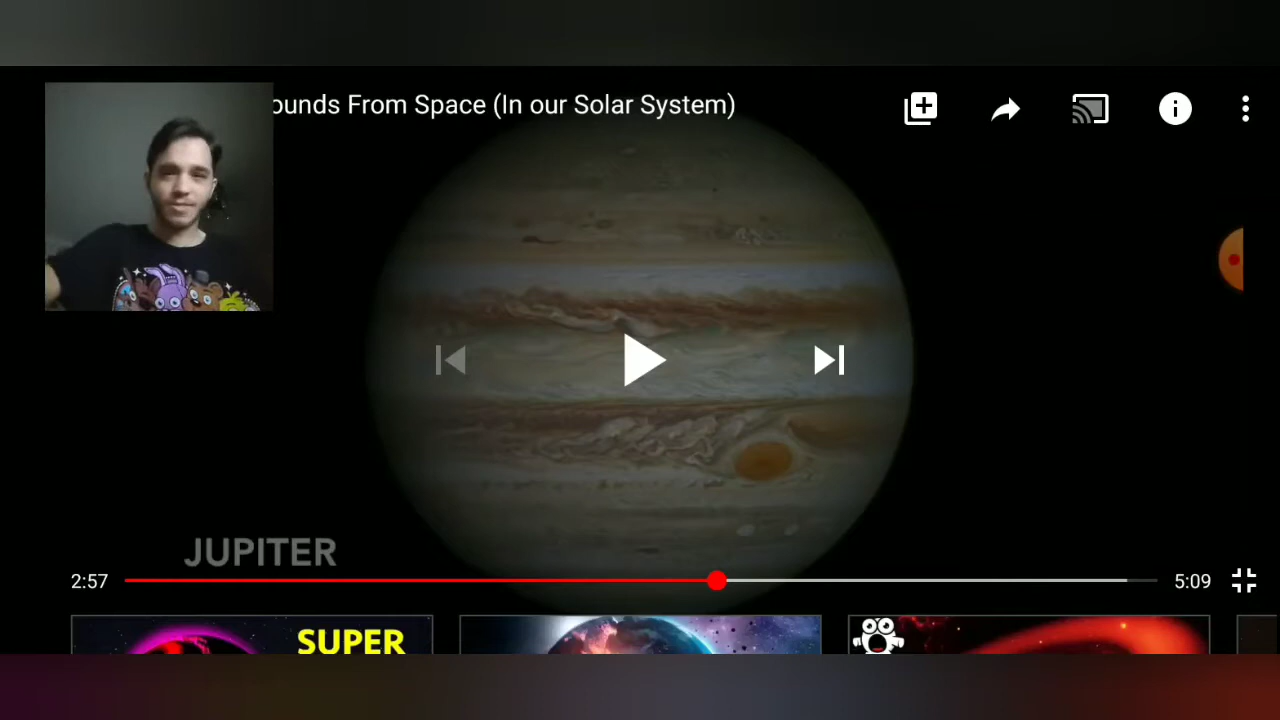 ounds From Space (In our Solar System)
JUPITER
2:57
5:09
SUPER